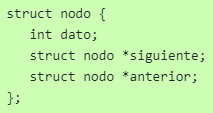 struct nodo {
   int dato;
   struct nodo *siguiente;
   struct nodo *anterior;
};